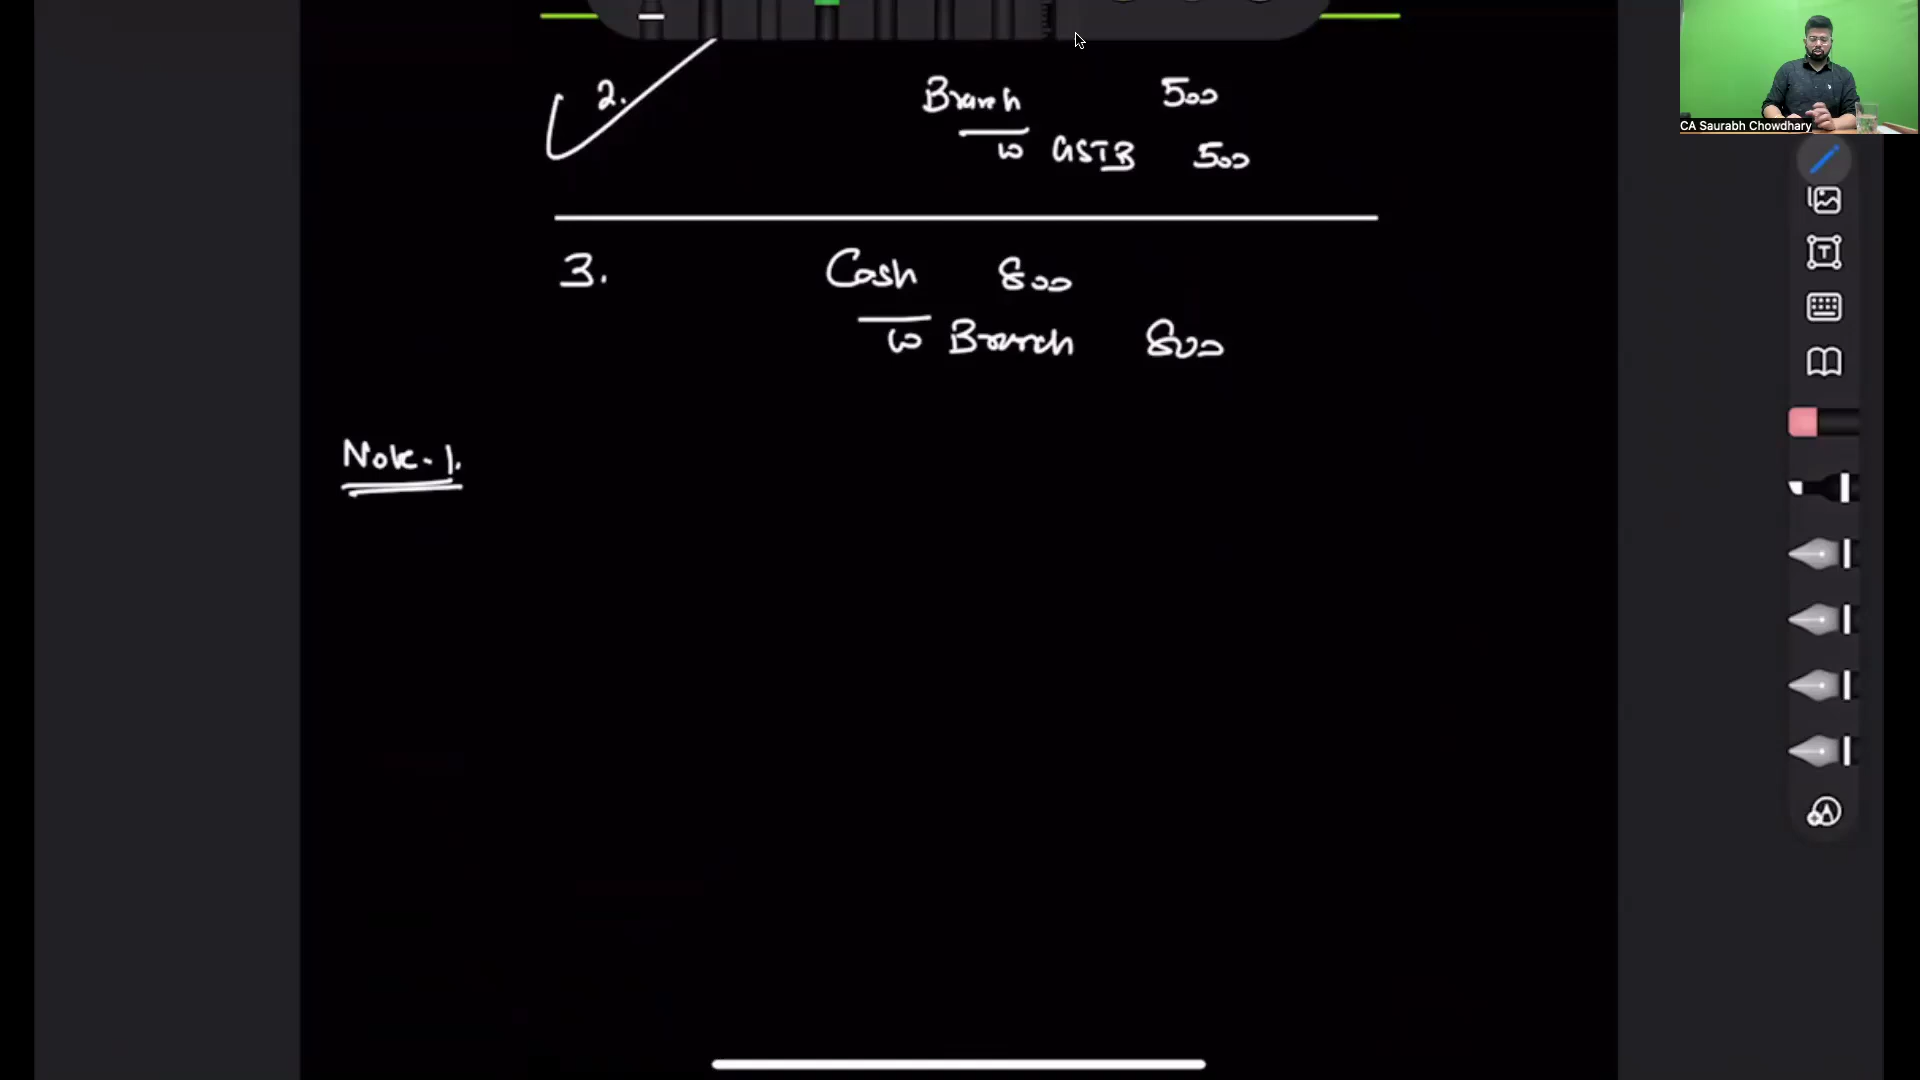 CA Saurabh Chowdhary
2. Branch 500
to GSTB 500
3. Cash 800
to Branch 800
Note-1.